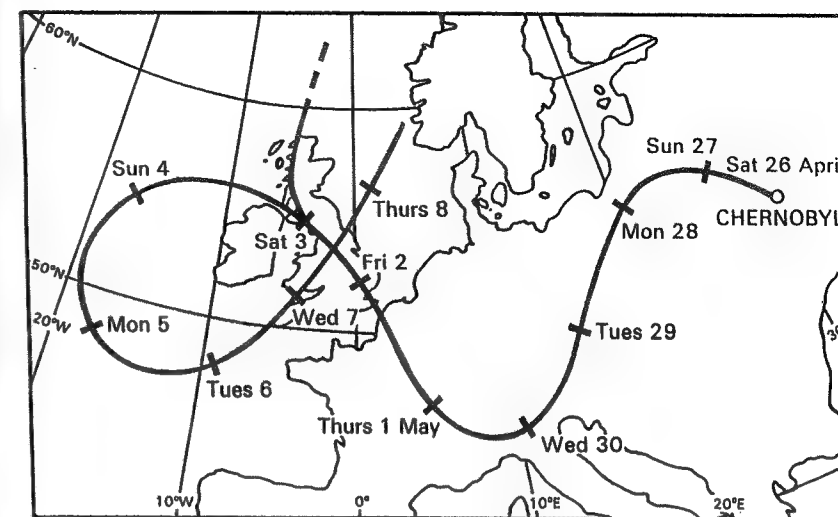 60°N
Sun 27
Sat 26 Apri
Sun 4
Thurs 8
CHERNOBYL
Mon 28
Sat 3
Fri 2
50°N
20°W
Mon 5
Wed 7
Tues 29
Tues 6
Thurs 1 May
Wed 30
10°W
0°
10°E
20°E